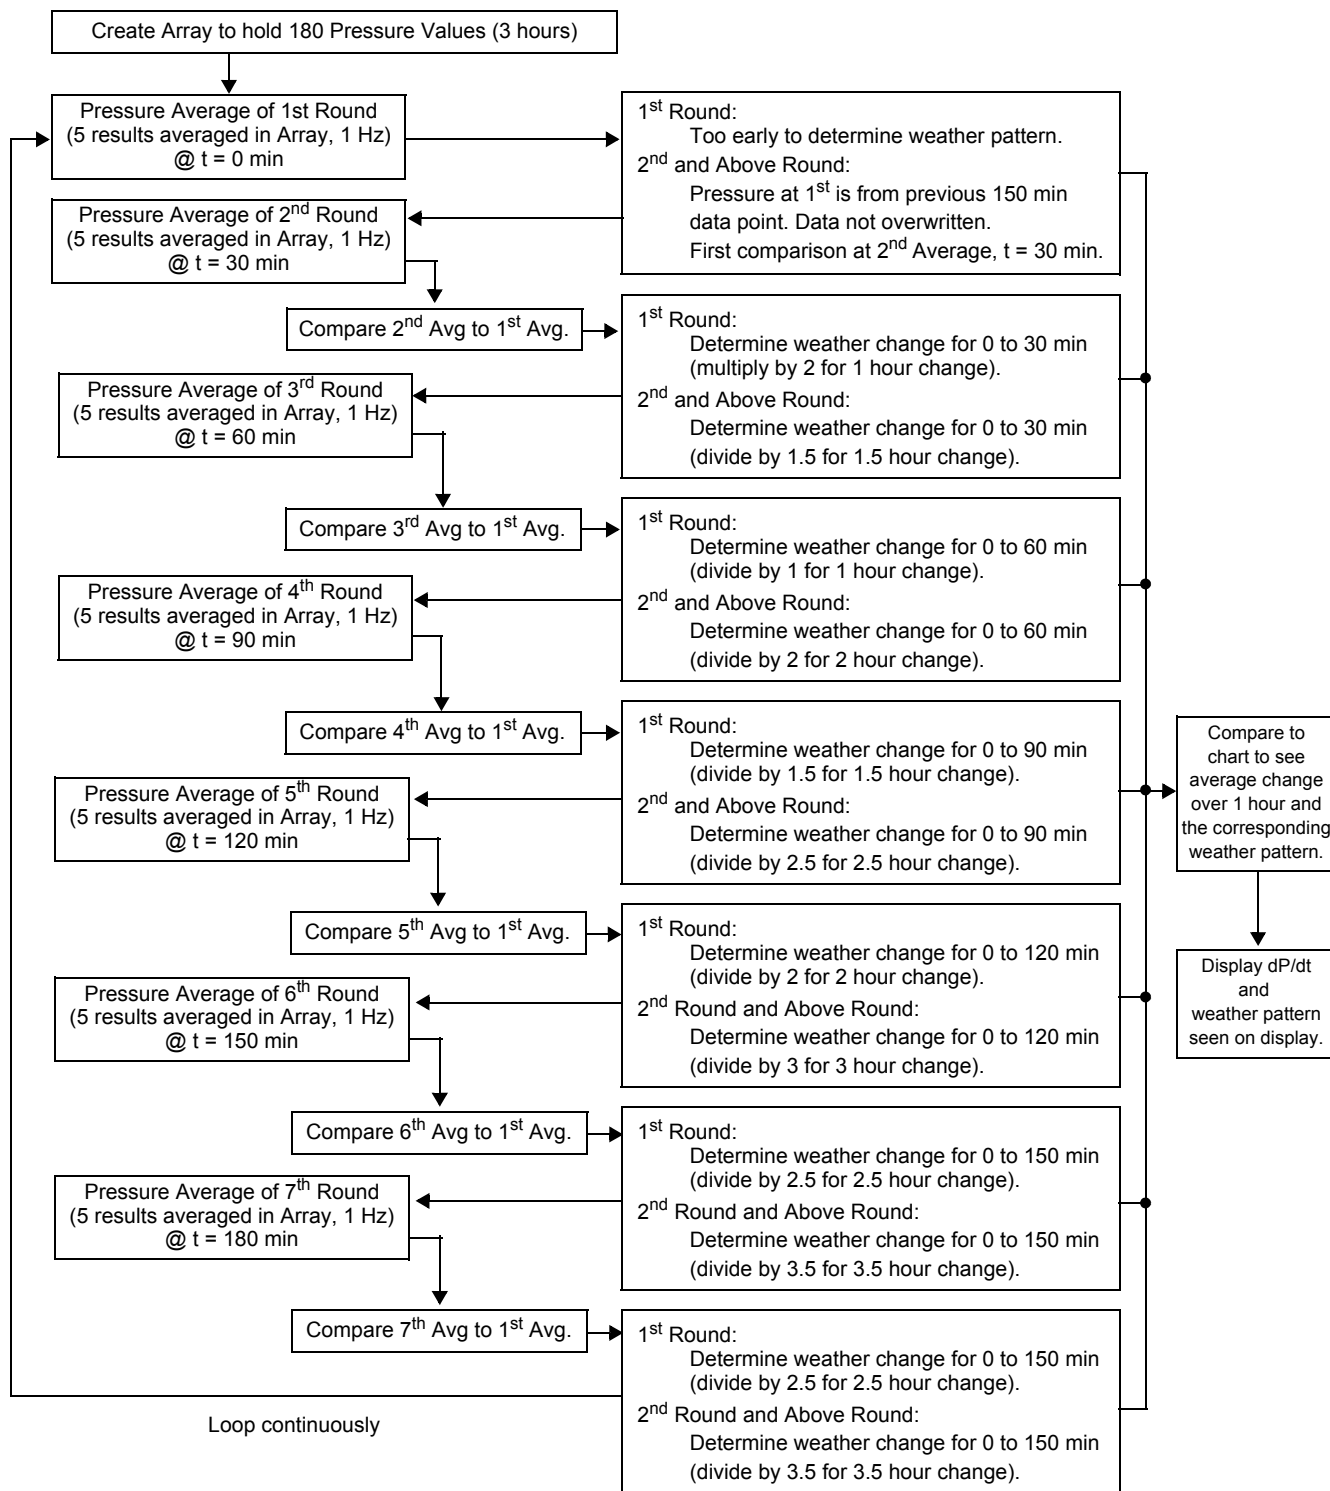 Create Array to hold 180 Pressure Values (3 hours)
Pressure Average of 1st Round
(5 results averaged in Array, 1 Hz)
@ t = 0 min
1st Round:
Too early to determine weather pattern.
2nd and Above Round:
Pressure at 1st is from previous 150 min
data point. Data not overwritten.
First comparison at 2nd Average, t = 30 min.
Pressure Average of 2nd Round
(5 results averaged in Array, 1 Hz)
@ t = 30 min
Compare 2nd Avg to 1st Avg.
1st Round:
Determine weather change for 0 to 30 min
(multiply by 2 for 1 hour change).
2nd and Above Round:
Determine weather change for 0 to 30 min
(divide by 1.5 for 1.5 hour change).
Pressure Average of 3rd Round
(5 results averaged in Array, 1 Hz)
@ t = 60 min
Compare 3rd Avg to 1st Avg.
1st Round:
Determine weather change for 0 to 60 min
(divide by 1 for 1 hour change).
2nd and Above Round:
Determine weather change for 0 to 60 min
(divide by 2 for 2 hour change).
Pressure Average of 4th Round
(5 results averaged in Array, 1 Hz)
@ t = 90 min
Compare 4th Avg to 1st Avg.
1st Round:
Determine weather change for 0 to 90 min
(divide by 1.5 for 1.5 hour change).
2nd and Above Round:
Determine weather change for 0 to 90 min
(divide by 2.5 for 2.5 hour change).
Pressure Average of 5th Round
(5 results averaged in Array, 1 Hz)
@ t = 120 min
Compare 5th Avg to 1st Avg.
1st Round:
Determine weather change for 0 to 120 min
(divide by 2 for 2 hour change).
2nd Round and Above Round:
Determine weather change for 0 to 120 min
(divide by 3 for 3 hour change).
Pressure Average of 6th Round
(5 results averaged in Array, 1 Hz)
@ t = 150 min
Compare 6th Avg to 1st Avg.
1st Round:
Determine weather change for 0 to 150 min
(divide by 2.5 for 2.5 hour change).
2nd Round and Above Round:
Determine weather change for 0 to 150 min
(divide by 3.5 for 3.5 hour change).
Pressure Average of 7th Round
(5 results averaged in Array, 1 Hz)
@ t = 180 min
Compare 7th Avg to 1st Avg.
1st Round:
Determine weather change for 0 to 150 min
(divide by 2.5 for 2.5 hour change).
2nd Round and Above Round:
Determine weather change for 0 to 150 min
(divide by 3.5 for 3.5 hour change).
Loop continuously
Compare to
chart to see
average change
over 1 hour and
the corresponding
weather pattern.
Display dP/dt
and
weather pattern
seen on display.